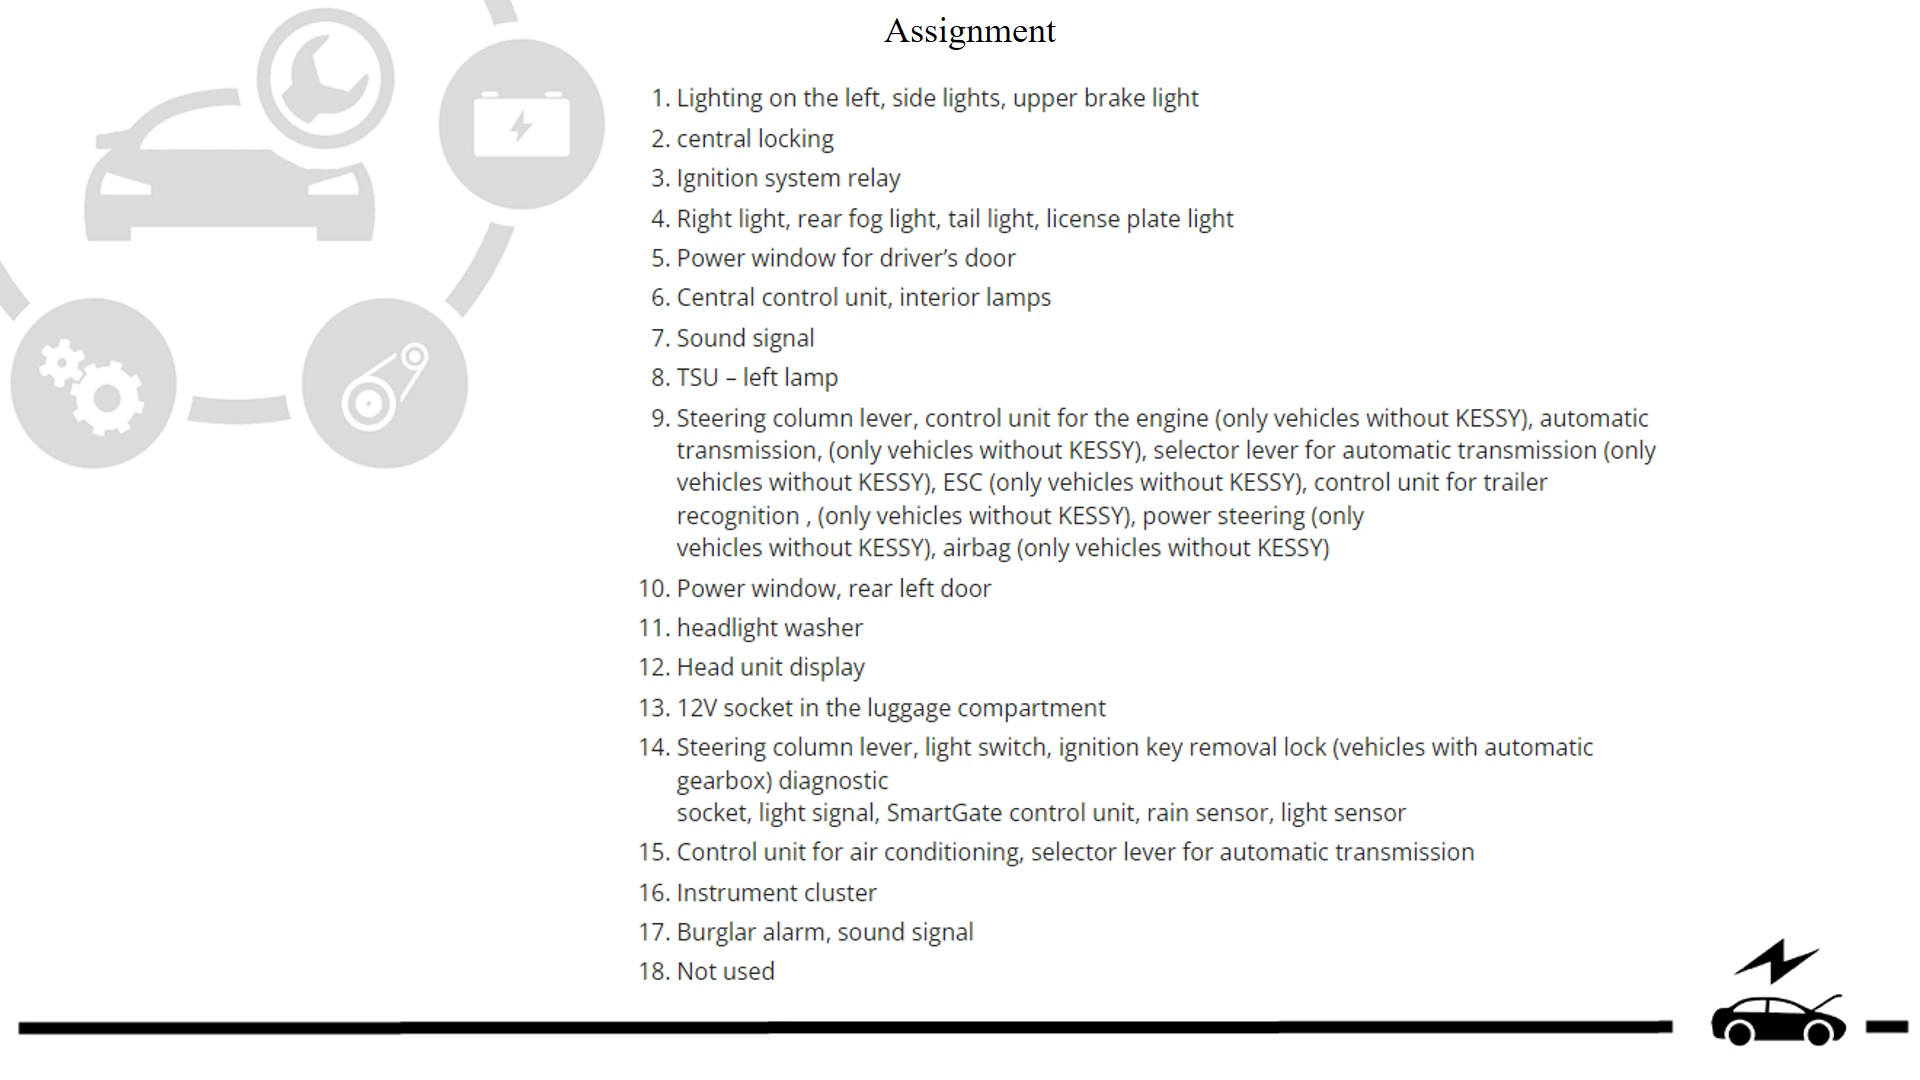 Assignment
1. Lighting on the left, side lights, upper brake light
2. central locking
3. Ignition system relay
4. Right light, rear fog light, tail light, license plate light
5. Power window for driver’s door
6. Central control unit, interior lamps
7. Sound signal
8. TSU – left lamp
9. Steering column lever, control unit for the engine (only vehicles without KESSY), automatic
transmission, (only vehicles without KESSY), selector lever for automatic transmission (only
vehicles without KESSY), ESC (only vehicles without KESSY), control unit for trailer
recognition , (only vehicles without KESSY), power steering (only
vehicles without KESSY), airbag (only vehicles without KESSY)
10. Power window, rear left door
11. headlight washer
12. Head unit display
13. 12V socket in the luggage compartment
14. Steering column lever, light switch, ignition key removal lock (vehicles with automatic
gearbox) diagnostic
socket, light signal, SmartGate control unit, rain sensor, light sensor
15. Control unit for air conditioning, selector lever for automatic transmission
16. Instrument cluster
17. Burglar alarm, sound signal
18. Not used